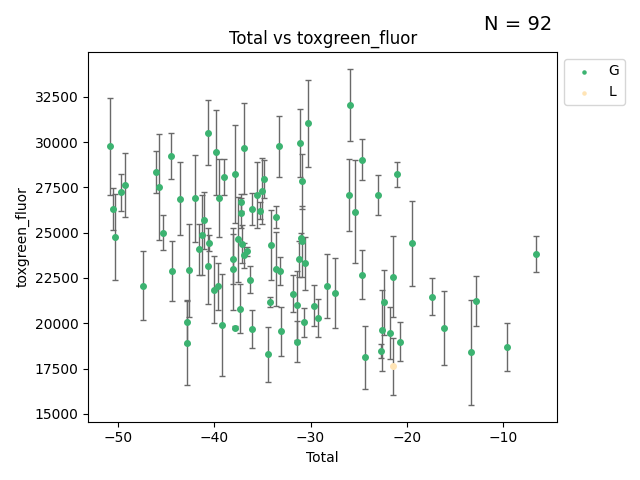 N = 92
Total vs toxgreen_fluor
G
L
32500
30000
27500
25000
22500
20000
17500
15000
toxgreen_fluor
−50
−40
−30
−20
−10
Total